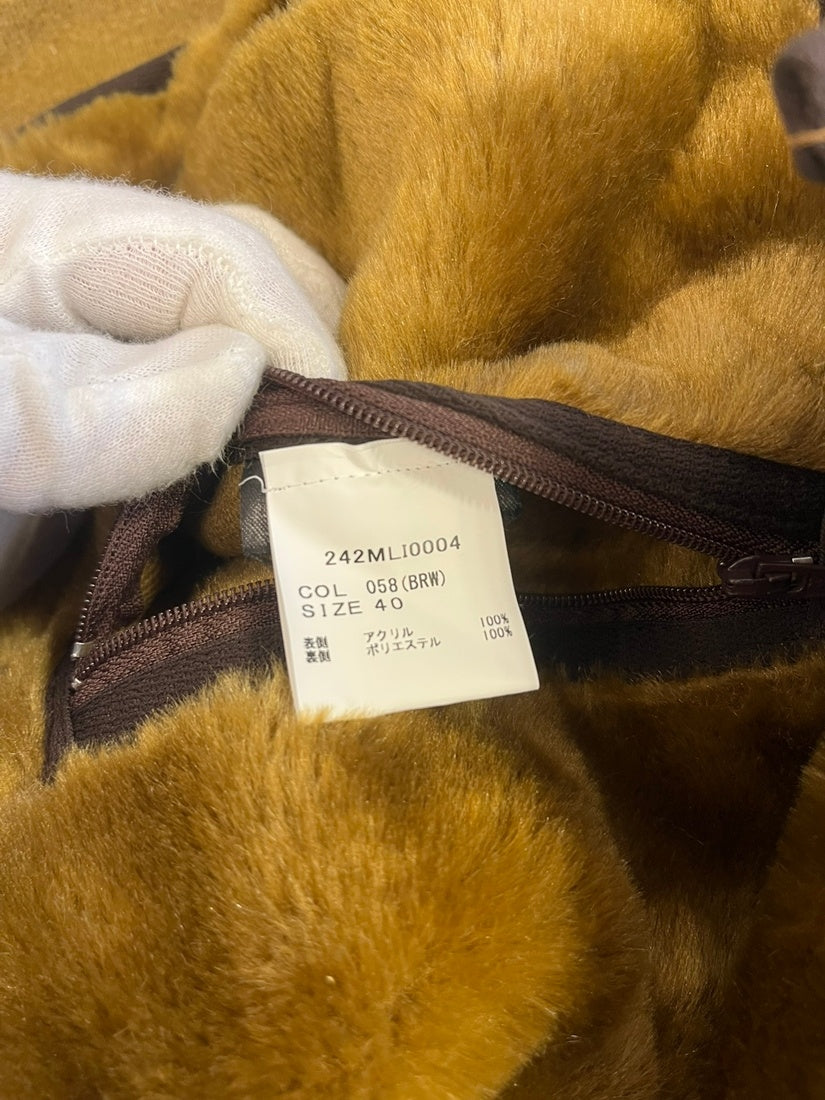 242MLI0004
COL 058(BRW)
SIZE 40
表側 アクリル 100%
裏側 ポリエステル 100%